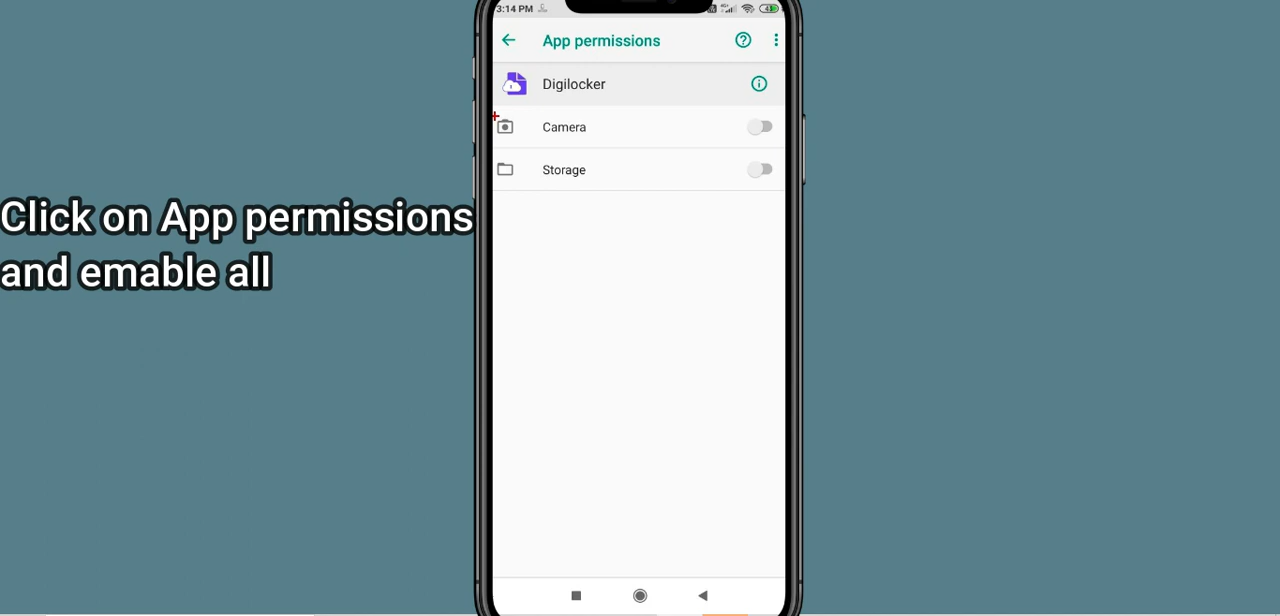 3:14 PM
App permissions
Digilocker
Camera
Storage
Click on App permissions
and emable all